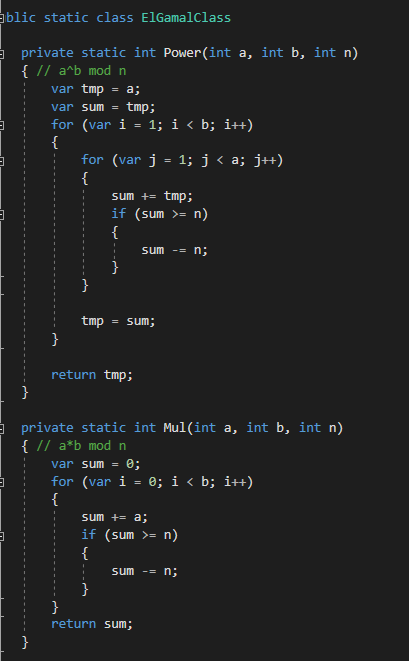 blic static class ElGamalClass
private static int Power(int a, int b, int n)
{ // a^b mod n
var tmp = a;
var sum = tmp;
for (var i = 1; i < b; i++)
{
for (var j = 1; j < a; j++)
{
sum += tmp;
if (sum >= n)
{
sum -= n;
}
}
tmp = sum;
}
return tmp;
}
private static int Mul(int a, int b, int n)
{ // a*b mod n
var sum = 0;
for (var i = 0; i < b; i++)
{
sum += a;
if (sum >= n)
{
sum -= n;
}
}
return sum;
}